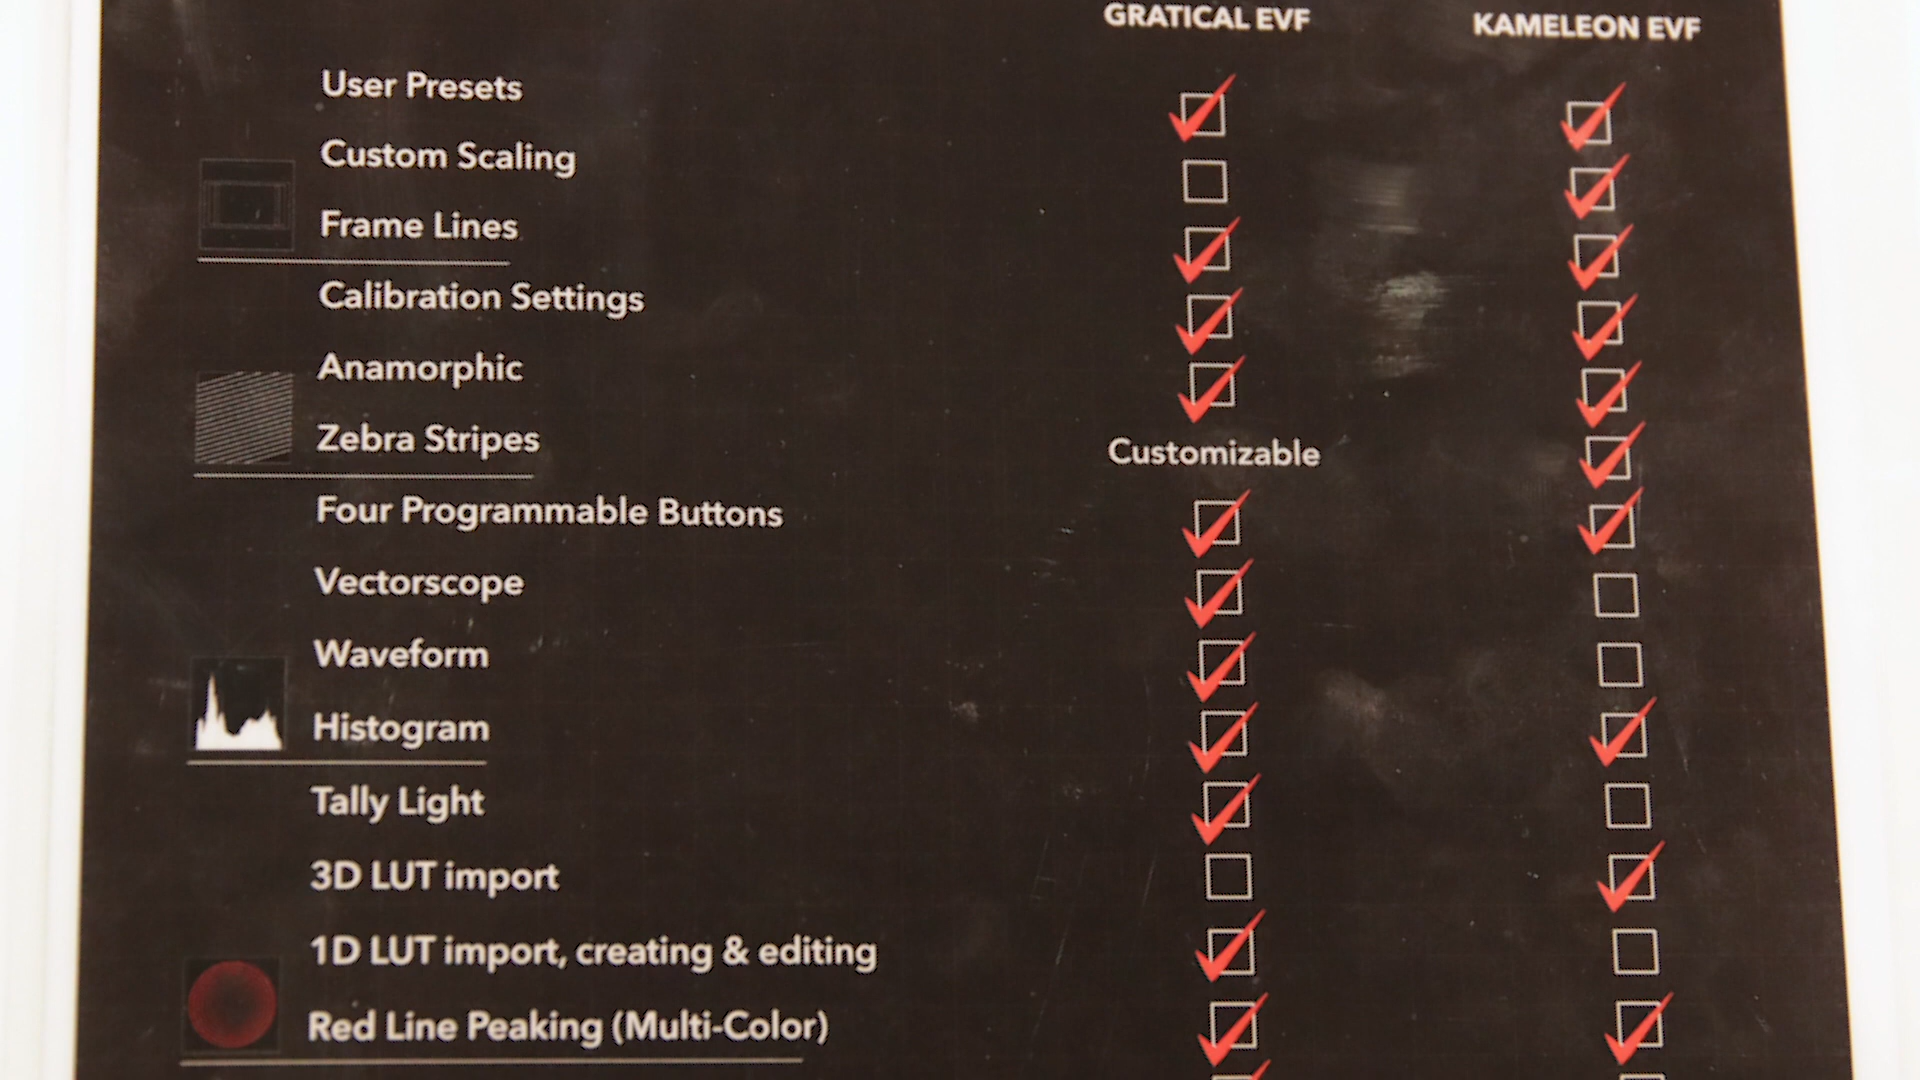 GRATICAL EVF KAMELEON EVF
User Presets
Custom Scaling
Frame Lines
Calibration Settings
Anamorphic
Zebra Stripes Customizable
Four Programmable Buttons
Vectorscope
Waveform
Histogram
Tally Light
3D LUT import
1D LUT import, creating & editing
Red Line Peaking (Multi-Color)